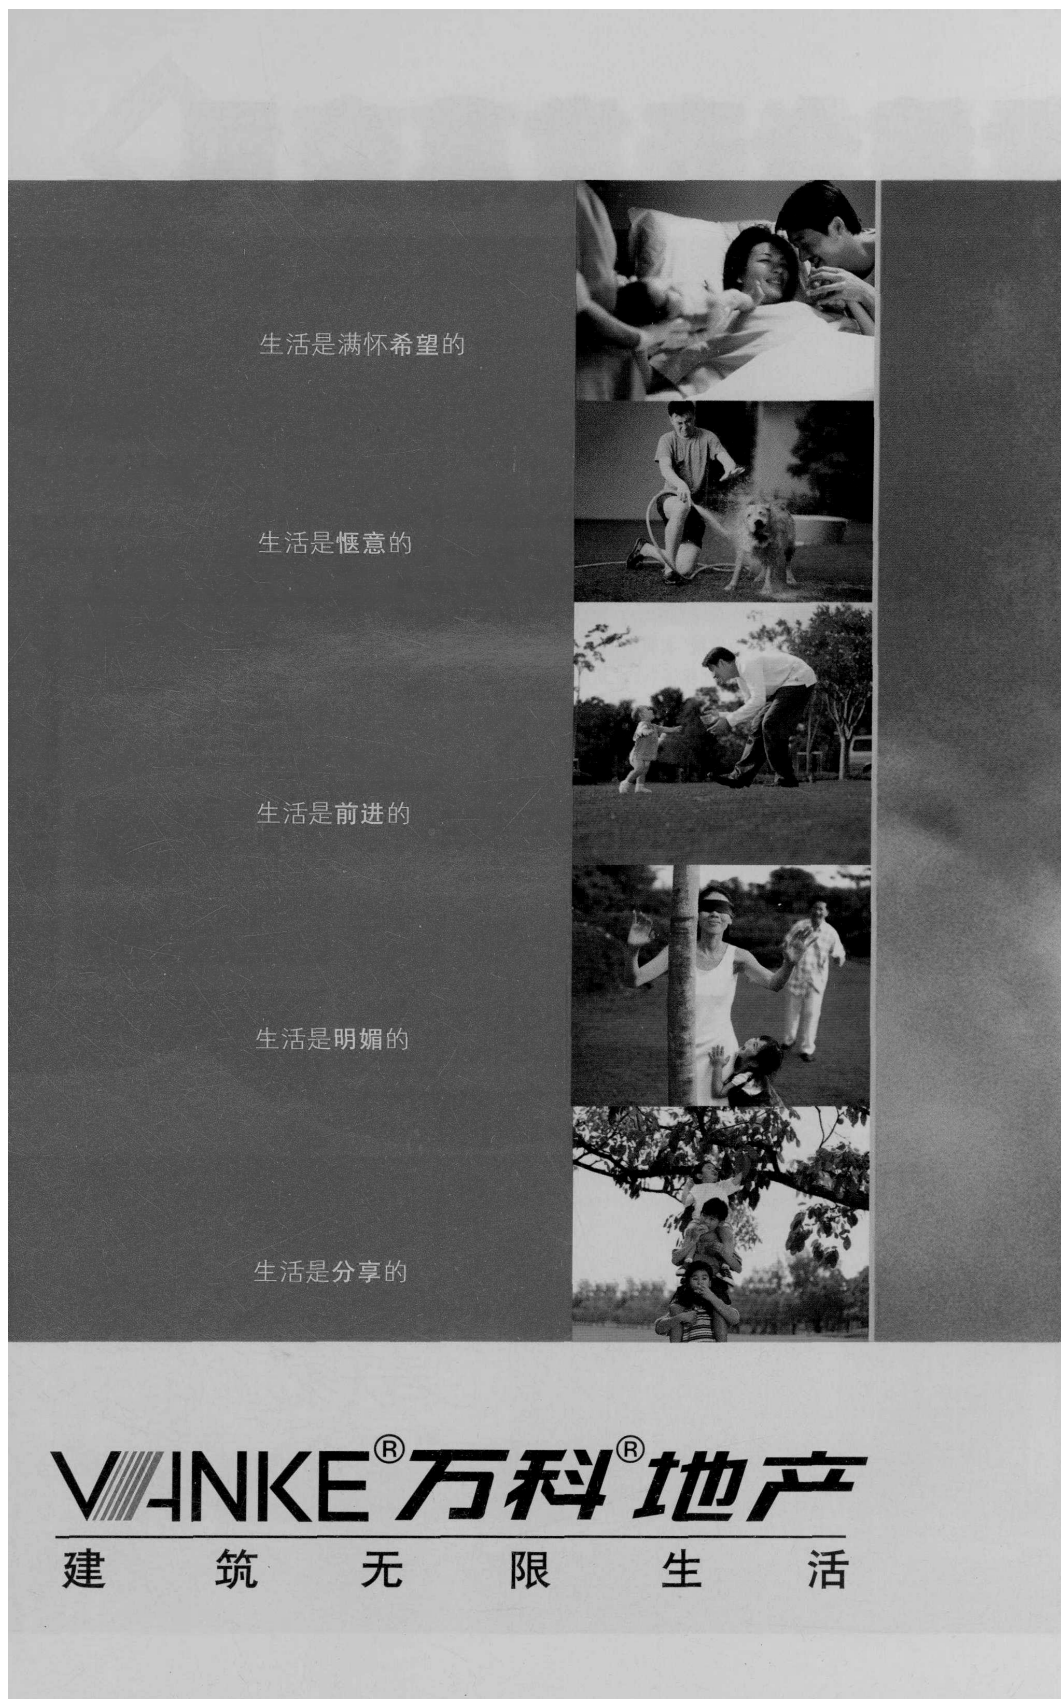 生活是满怀希望的
生活是惬意的
生活是前进的
生活是明媚的
生活是分享的
VANKE®万科®地产
建筑无限生活